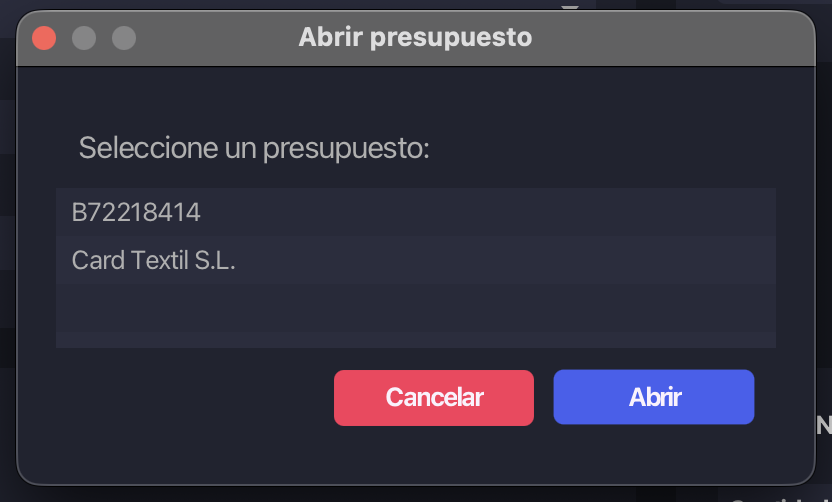 Abrir presupuesto
Seleccione un presupuesto:
B72218414
Card Textil S.L.
Cancelar
Abrir
N